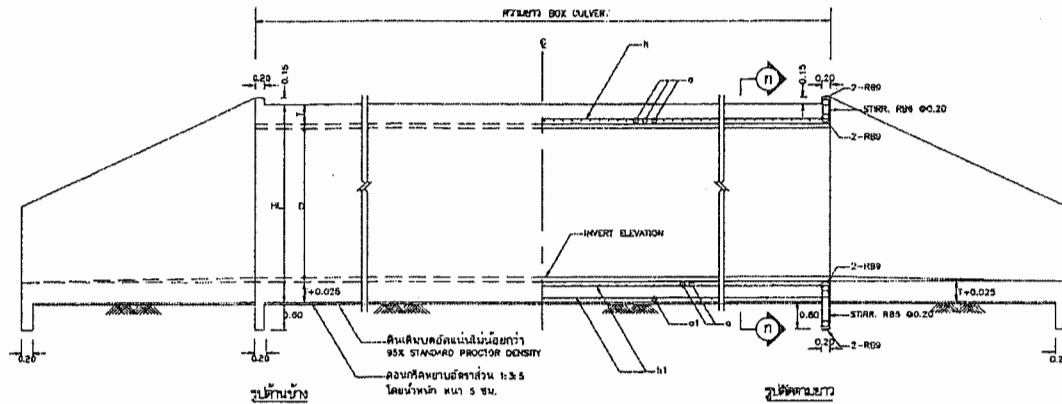 ความยาว BOX CULVER.
℄
h
a
ก
0.20
0.15
0.15
0.20
2-RB9
STIRR. RB6 @0.20
2-RB9
T
HL
D
INVERT ELEVATION
2-RB9
T+0.025
T+0.025
0.60
a1
a
ก
0.60
STIRR. RB6 @0.20
2-RB9
0.20
0.20
0.20
0.20
h1
ดินเดิมบดอัดแน่นไม่น้อยกว่า
95% STANDARD PROCTOR DENSITY
คอนกรีตหยาบอัตราส่วน 1:3:5
โดยน้ำหนัก หนา 5 ซม.
รูปด้านข้าง
รูปตัดตามยาว